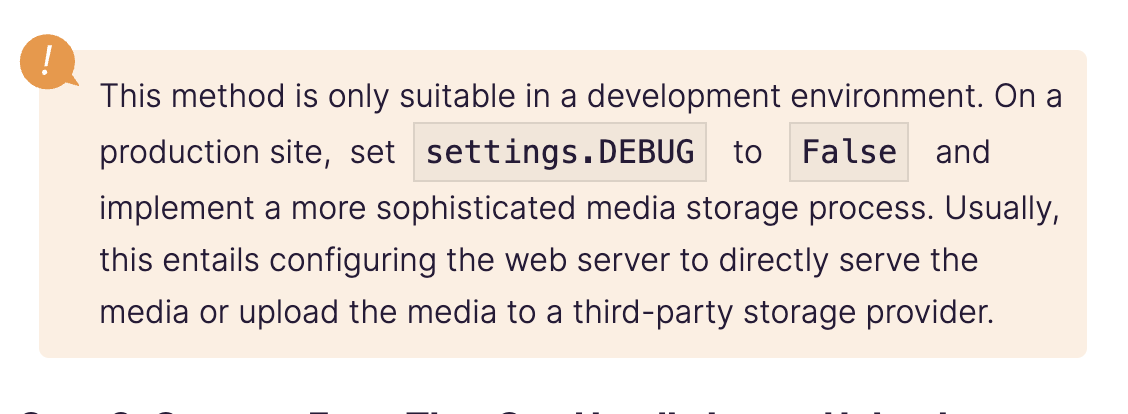 !
This method is only suitable in a development environment. On a
production site, set settings.DEBUG to False and
implement a more sophisticated media storage process. Usually,
this entails configuring the web server to directly serve the
media or upload the media to a third-party storage provider.